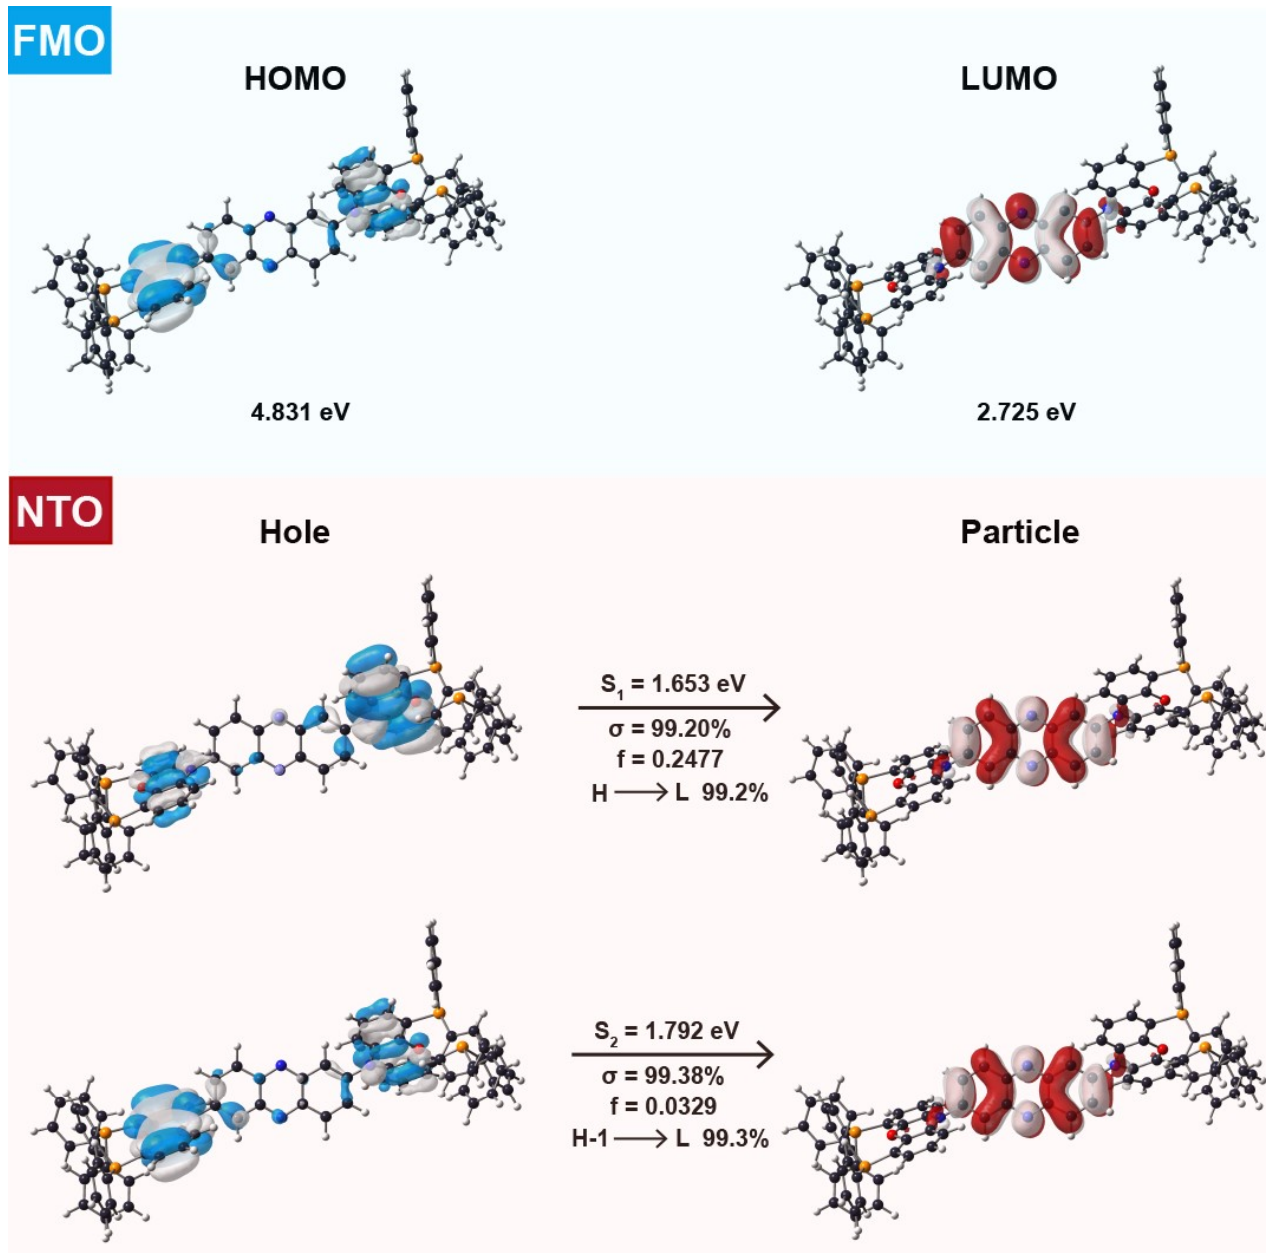 FMO
HOMO
LUMO
4.831 eV
2.725 eV
NTO
Hole
Particle
S₁ = 1.653 eV
σ = 99.20%
f = 0.2477
H ⟶ L 99.2%
S₂ = 1.792 eV
σ = 99.38%
f = 0.0329
H-1 ⟶ L 99.3%